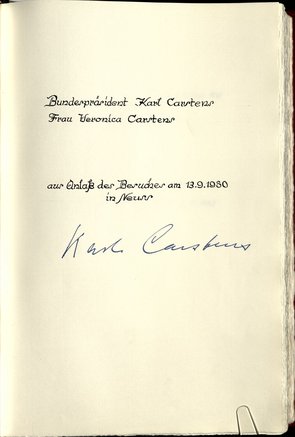 Bundespräsident Karl Carstens
Frau Veronica Carstens
aus Anlaß des Besuches am 13.9.1980
in Neuss
Karl Carstens